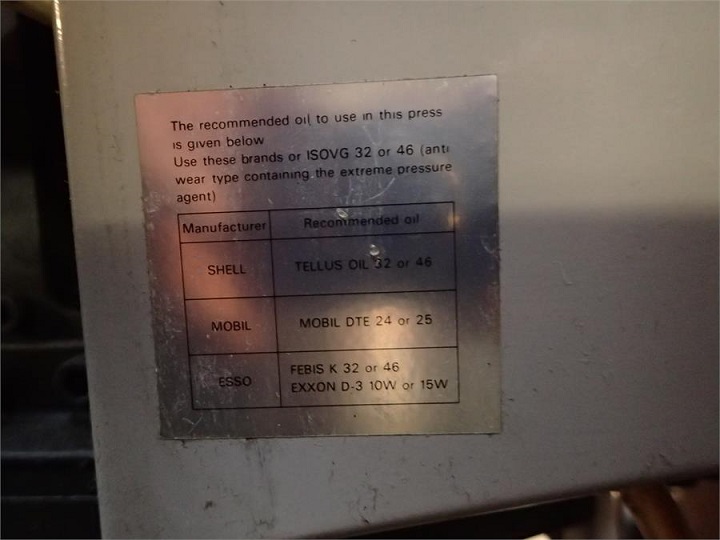 The recommended oil to use in this press
is given below
Use these brands or ISOVG 32 or 46 (anti
wear type containing the extreme pressure
agent)
Manufacturer Recommended oil
SHELL TELLUS OIL 32 or 46
MOBIL MOBIL DTE 24 or 25
ESSO FEBIS K 32 or 46
EXXON D-3 10W or 15W